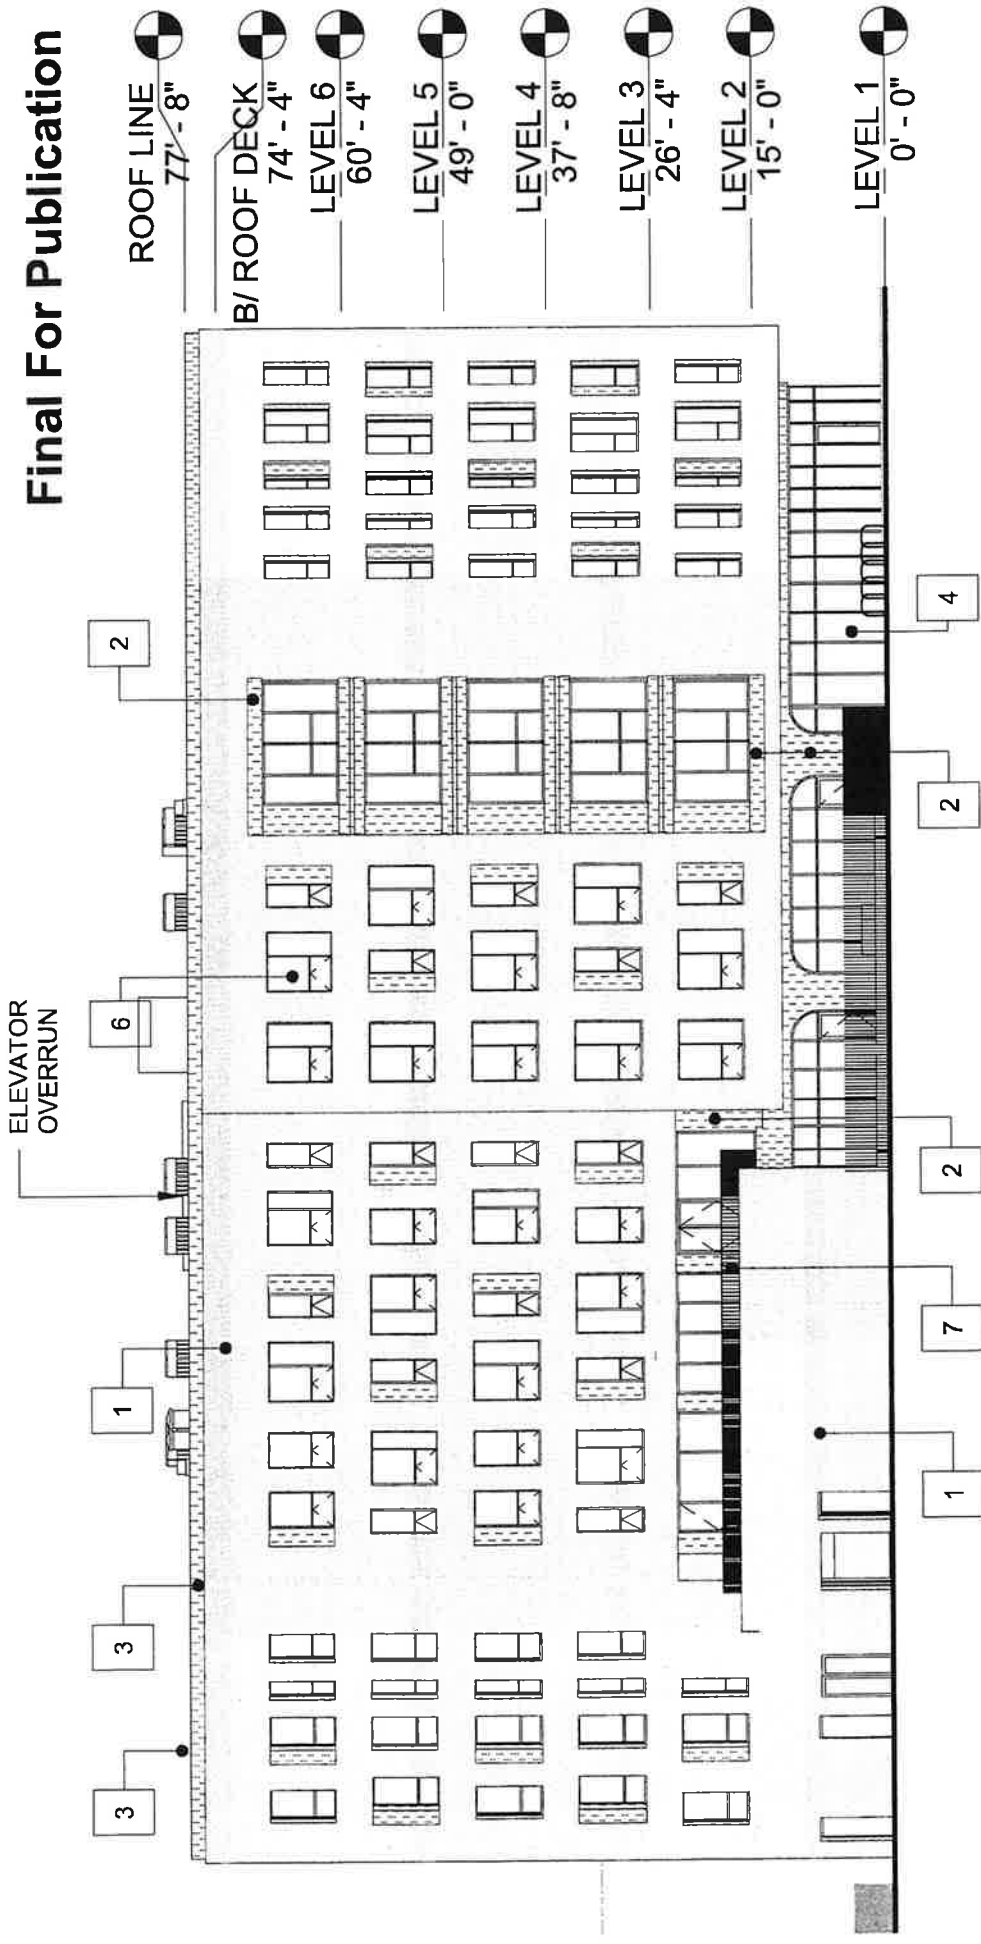 Final For Publication
ROOF LINE
77' - 8"
B/ ROOF DECK
74' - 4"
LEVEL 6
60' - 4"
LEVEL 5
49' - 0"
LEVEL 4
37' - 8"
LEVEL 3
26' - 4"
LEVEL 2
15' - 0"
LEVEL 1
0' - 0"
ELEVATOR
OVERRUN
3
3
1
6
2
1
7
2
2
4